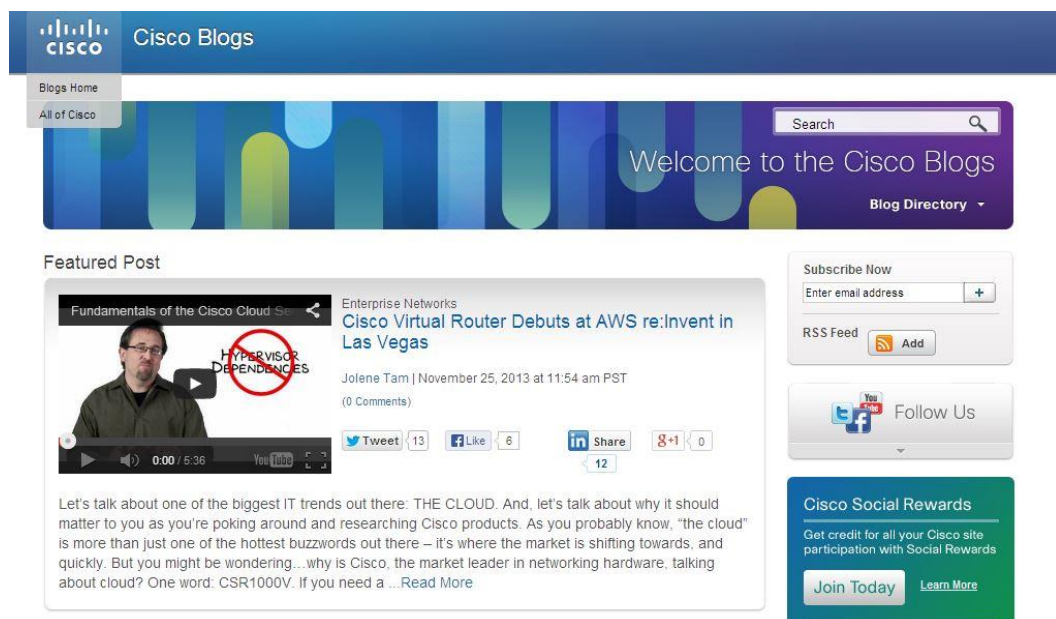 CISCO
Cisco Blogs
Blogs Home
All of Cisco
Search
Welcome to the Cisco Blogs
Blog Directory
Featured Post
Fundamentals of the Cisco Cloud Se
HYPERVISOR
DEPENDENCIES
0:00 / 5:36
YouTube
Enterprise Networks
Cisco Virtual Router Debuts at AWS re:Invent in
Las Vegas
Jolene Tam | November 25, 2013 at 11:54 am PST
(0 Comments)
Tweet 13
Like 6
in Share
12
g+1 0
Let's talk about one of the biggest IT trends out there: THE CLOUD. And, let's talk about why it should
matter to you as you're poking around and researching Cisco products. As you probably know, "the cloud"
is more than just one of the hottest buzzwords out there – it's where the market is shifting towards, and
quickly. But you might be wondering...why is Cisco, the market leader in networking hardware, talking
about cloud? One word: CSR1000V. If you need a ...Read More
Subscribe Now
Enter email address +
RSS Feed
Add
You
Tube
Follow Us
Cisco Social Rewards
Get credit for all your Cisco site
participation with Social Rewards
Join Today
Learn More